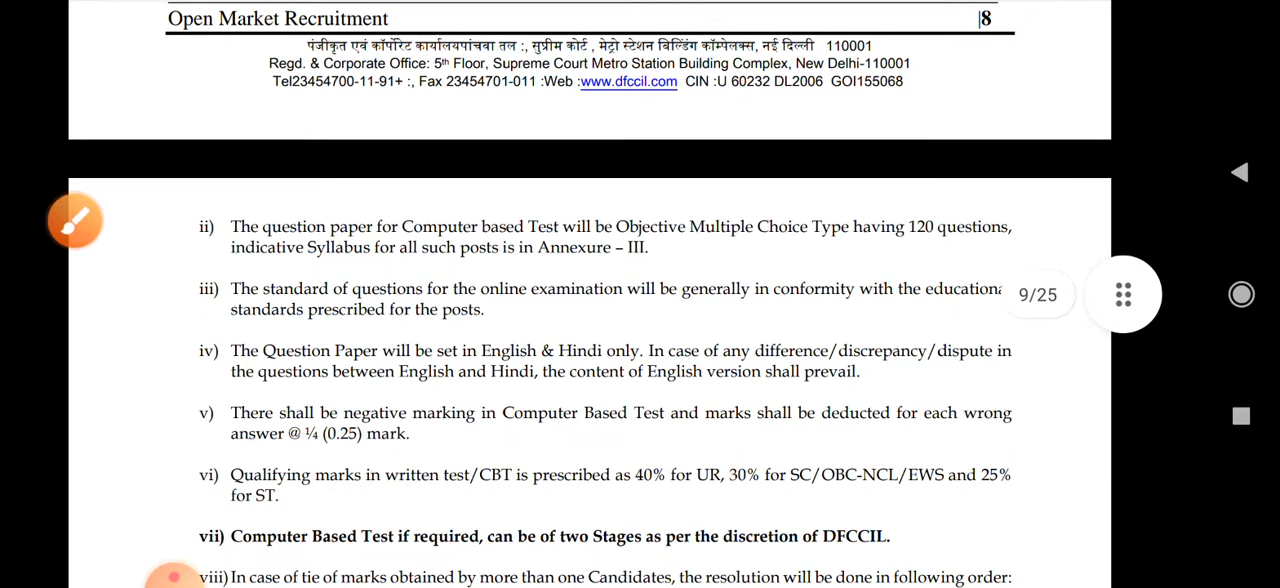 Open Market Recruitment |8
पंजीकृत एवं कॉर्पोरेट कार्यालयपांचवा तल :, सुप्रीम कोर्ट , मेट्रो स्टेशन बिल्डिंग कॉम्पेलक्स, नई दिल्ली 110001
Regd. & Corporate Office: 5th Floor, Supreme Court Metro Station Building Complex, New Delhi-110001
Tel23454700-11-91+ :, Fax 23454701-011 :Web :www.dfccil.com CIN :U 60232 DL2006 GOI155068
ii) The question paper for Computer based Test will be Objective Multiple Choice Type having 120 questions,
indicative Syllabus for all such posts is in Annexure – III.
iii) The standard of questions for the online examination will be generally in conformity with the educationa
9/25
standards prescribed for the posts.
iv) The Question Paper will be set in English & Hindi only. In case of any difference/discrepancy/dispute in
the questions between English and Hindi, the content of English version shall prevail.
v) There shall be negative marking in Computer Based Test and marks shall be deducted for each wrong
answer @ ¼ (0.25) mark.
vi) Qualifying marks in written test/CBT is prescribed as 40% for UR, 30% for SC/OBC-NCL/EWS and 25%
for ST.
vii) Computer Based Test if required, can be of two Stages as per the discretion of DFCCIL.
viii) In case of tie of marks obtained by more than one Candidates, the resolution will be done in following order: